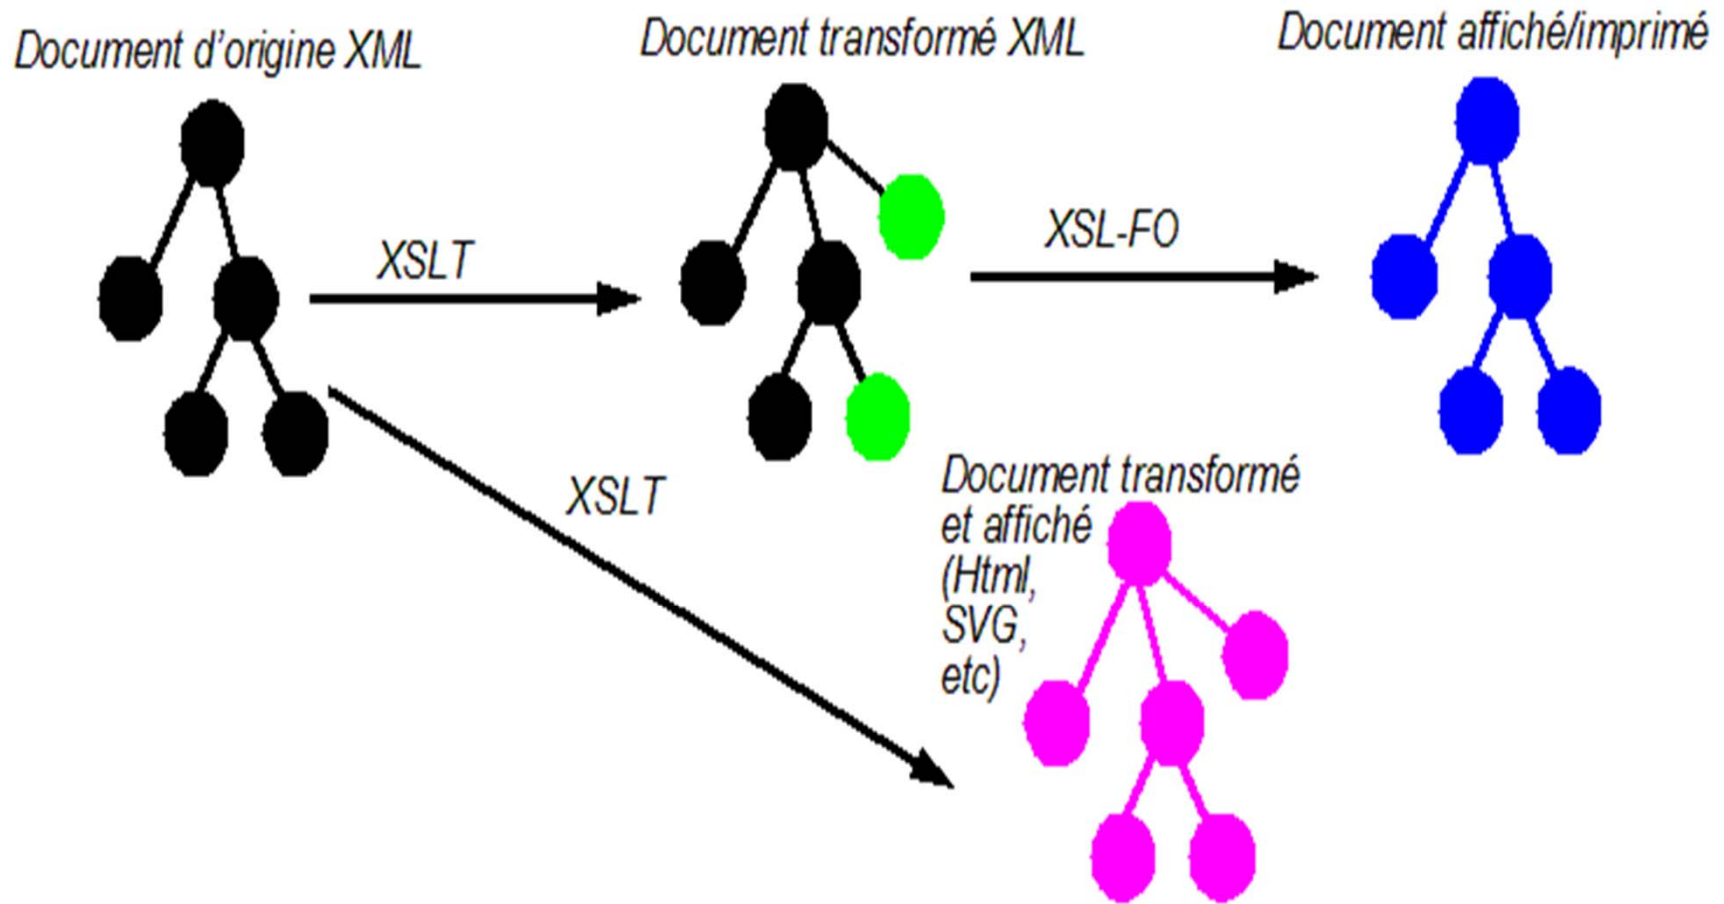 Document d'origine XML
Document transformé XML
Document affiché/imprimé
XSLT
XSL-FO
XSLT
Document transformé
et affiché
(Html,
SVG,
etc)